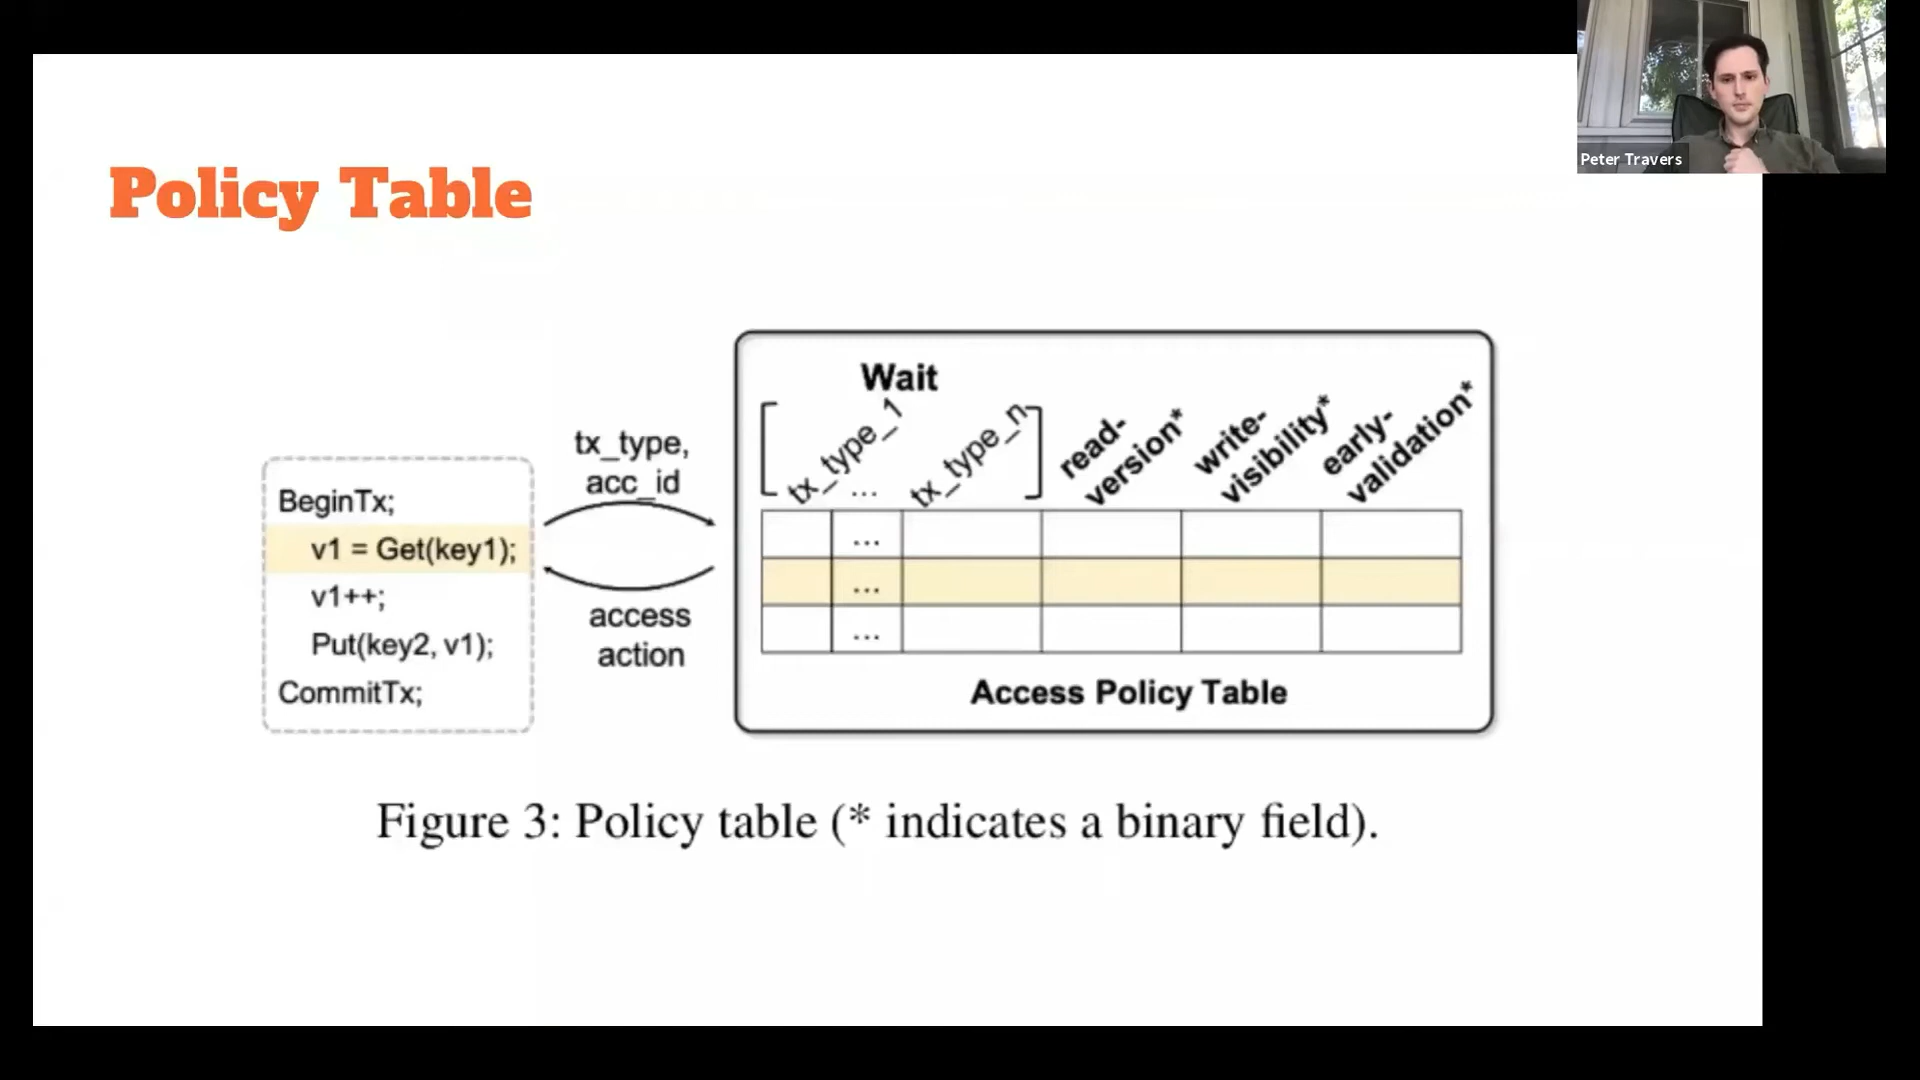 Peter Travers
Policy Table
Wait
tx_type_1
...
tx_type_n
read-
version*
write-
visibility*
early-
validation*
tx_type,
acc_id
BeginTx;
v1 = Get(key1);
v1++;
Put(key2, v1);
CommitTx;
access
action
...
...
...
Access Policy Table
Figure 3: Policy table (* indicates a binary field).